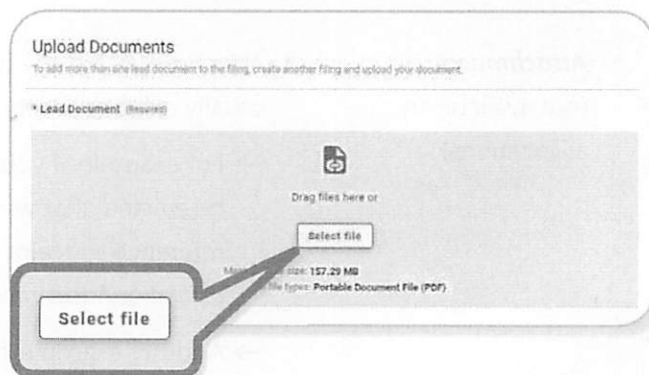 Upload Documents
To add more than one lead document to the filing, create another filing and upload your document.
* Lead Document (Required)
Drag files here or
Select file
size: 157.29 MB
file types: Portable Document File (PDF)
Select file